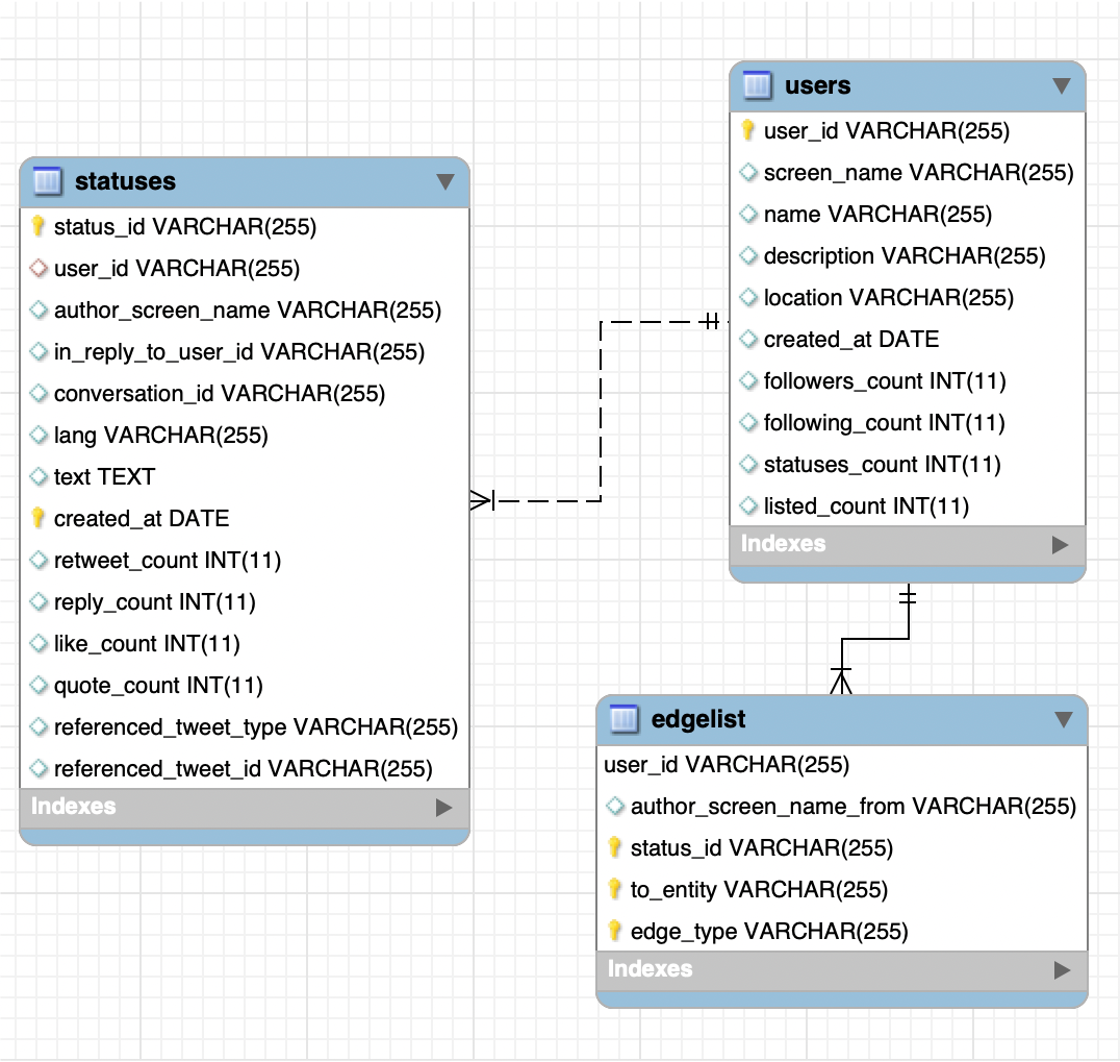 statuses
status_id VARCHAR(255)
user_id VARCHAR(255)
author_screen_name VARCHAR(255)
in_reply_to_user_id VARCHAR(255)
conversation_id VARCHAR(255)
lang VARCHAR(255)
text TEXT
created_at DATE
retweet_count INT(11)
reply_count INT(11)
like_count INT(11)
quote_count INT(11)
referenced_tweet_type VARCHAR(255)
referenced_tweet_id VARCHAR(255)
Indexes
users
user_id VARCHAR(255)
screen_name VARCHAR(255)
name VARCHAR(255)
description VARCHAR(255)
location VARCHAR(255)
created_at DATE
followers_count INT(11)
following_count INT(11)
statuses_count INT(11)
listed_count INT(11)
Indexes
edgelist
user_id VARCHAR(255)
author_screen_name_from VARCHAR(255)
status_id VARCHAR(255)
to_entity VARCHAR(255)
edge_type VARCHAR(255)
Indexes